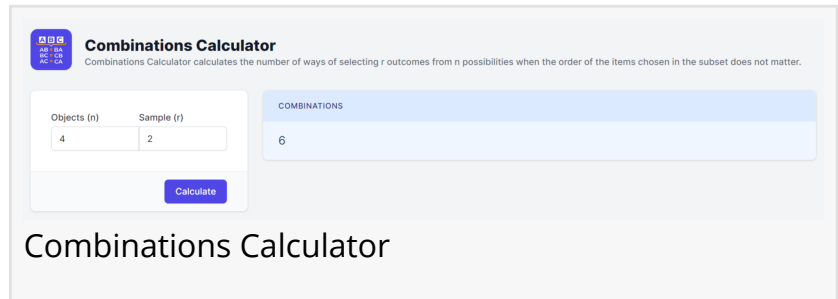 A B C
AB = BA
BC = CB
AC = CA
Combinations Calculator
Combinations Calculator calculates the number of ways of selecting r outcomes from n possibilities when the order of the items chosen in the subset does not matter.
Objects (n) Sample (r)
4 2
Calculate
COMBINATIONS
6
Combinations Calculator